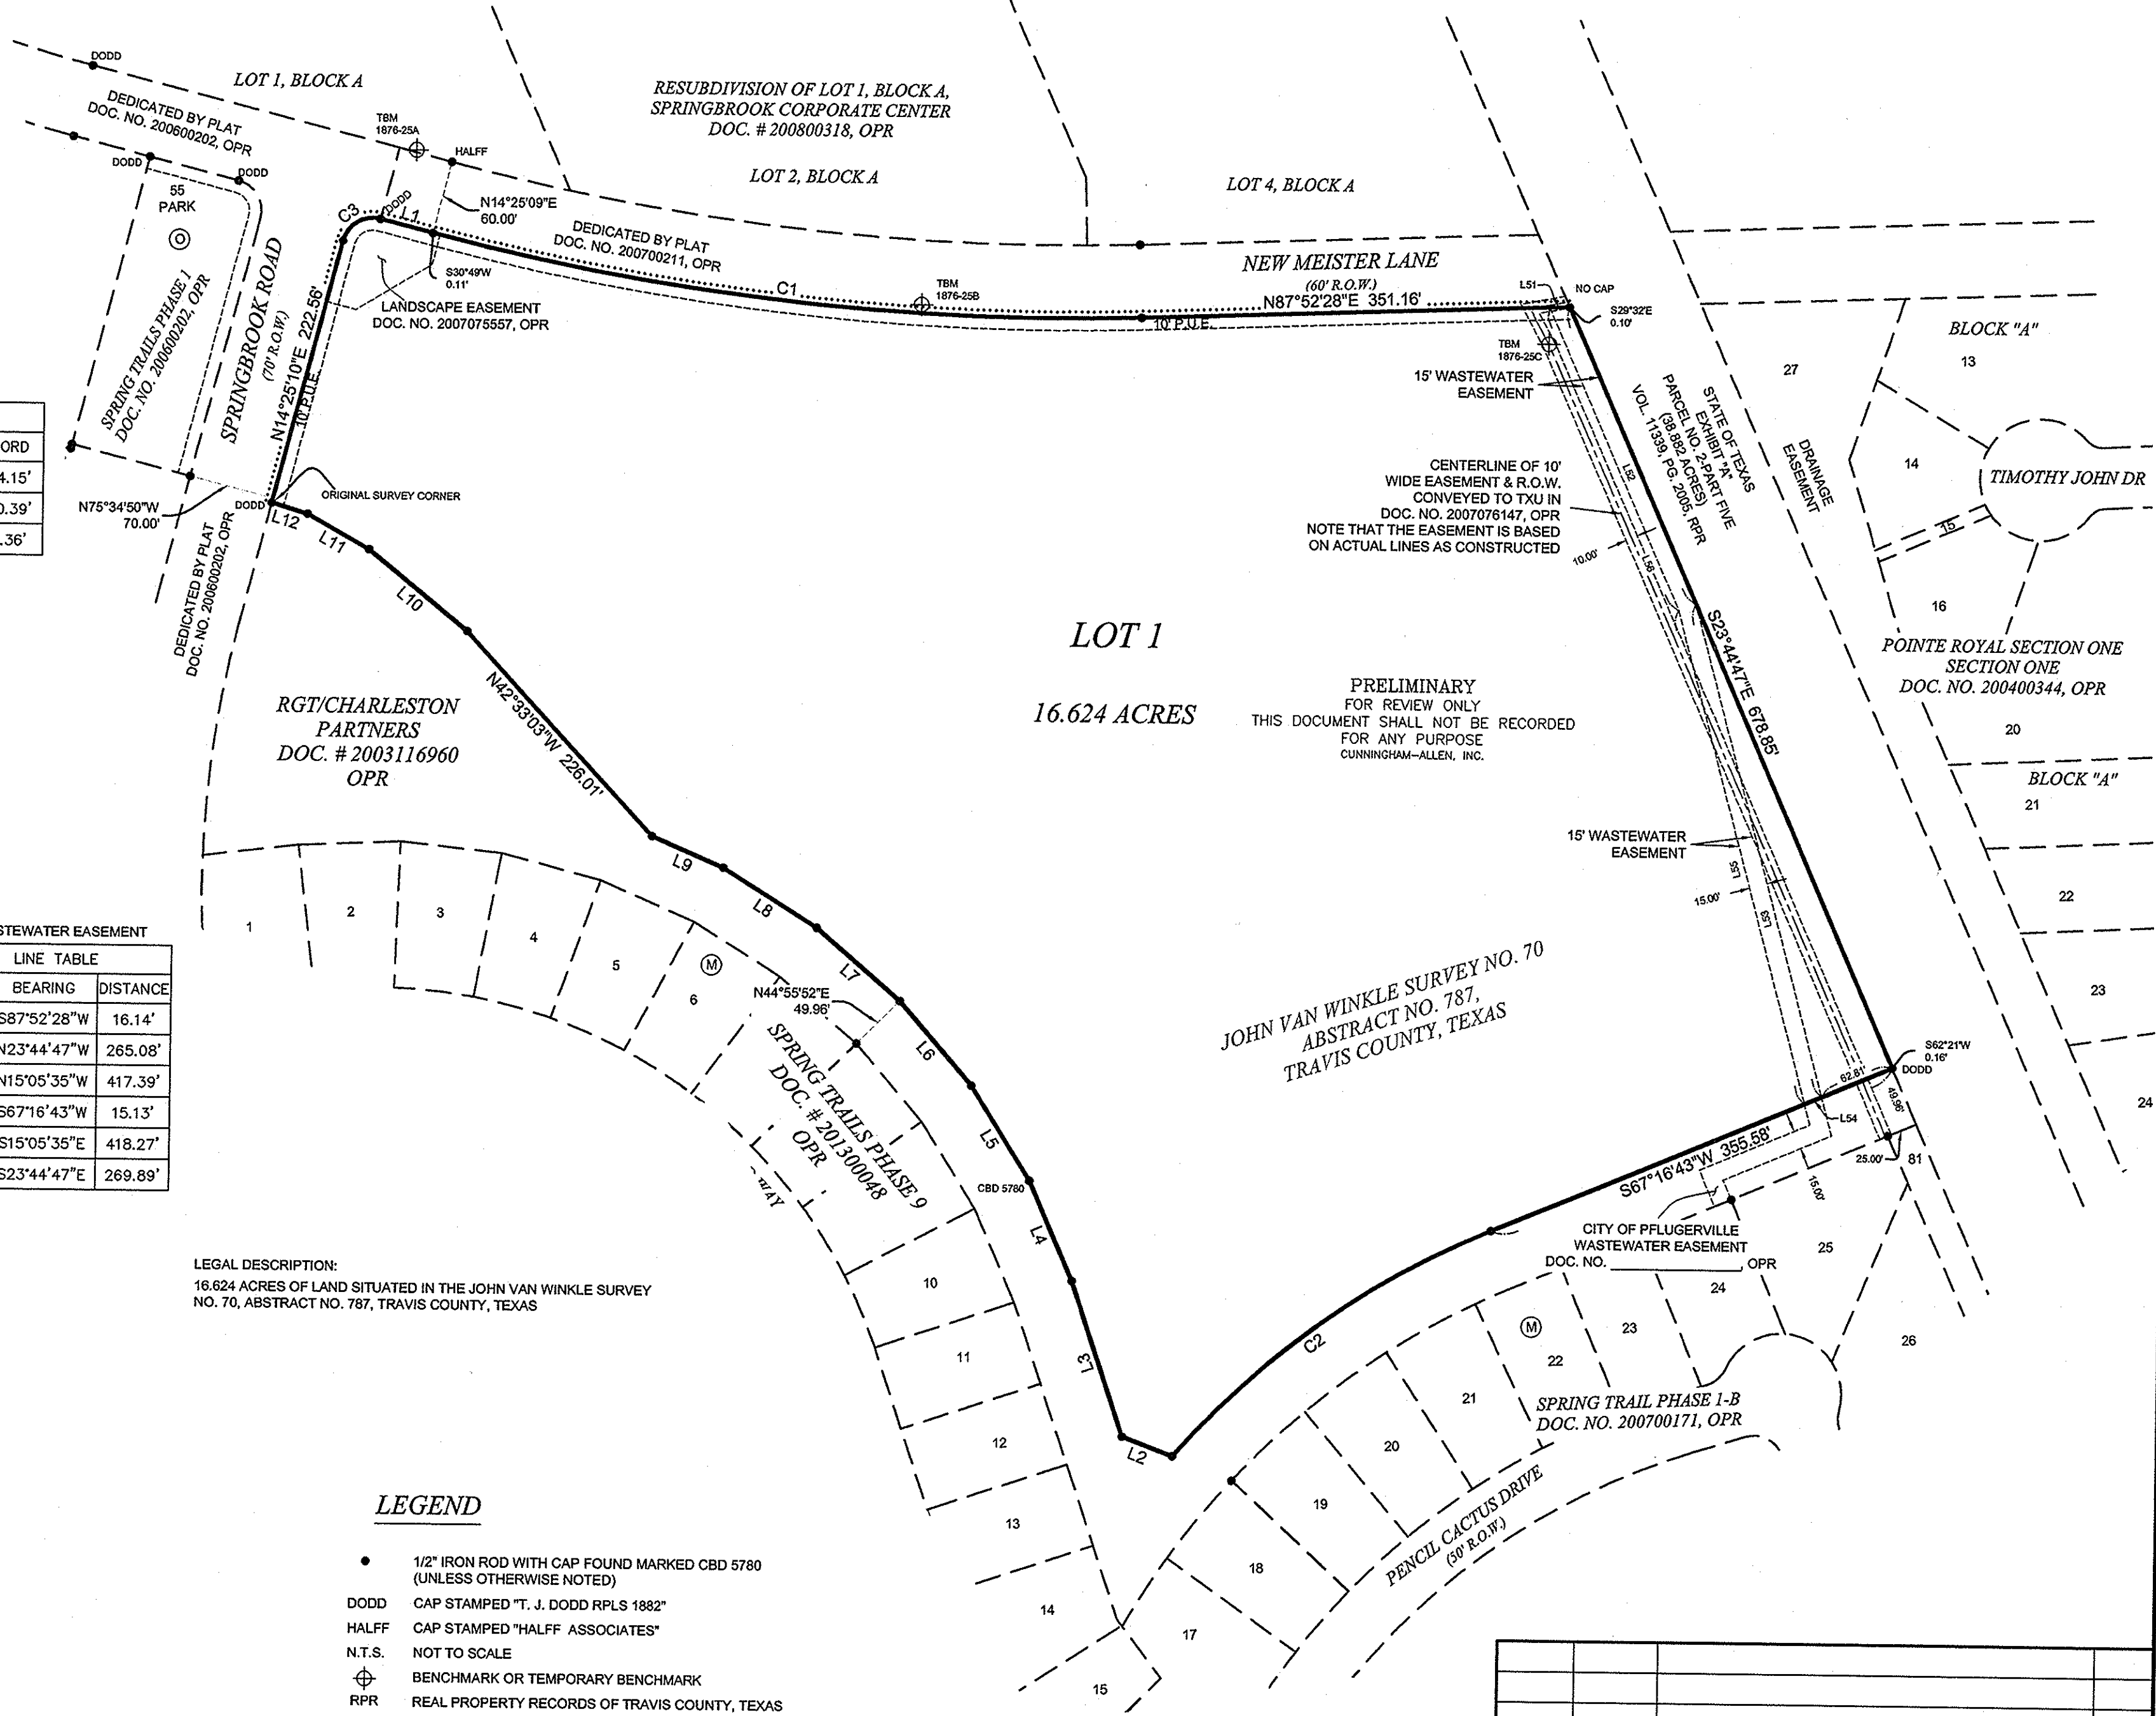 DODD
LOT 1, BLOCK A
DEDICATED BY PLAT
DOC. NO. 200600202, OPR
DODD
DODD
55
PARK
TBM
1876-25A
HALFF
RESUBDIVISION OF LOT 1, BLOCK A,
SPRINGBROOK CORPORATE CENTER
DOC. # 200800318, OPR
LOT 2, BLOCK A
LOT 4, BLOCK A
C3
DODD
L1
N14°25'09"E
60.00'
DEDICATED BY PLAT
DOC. NO. 200700211, OPR
S30°49'W
0.11'
LANDSCAPE EASEMENT
DOC. NO. 2007075557, OPR
C1
TBM
1876-25B
NEW MEISTER LANE
(60' R.O.W.)
N87°52'28"E 351.16'
10' P.U.E.
L51
NO CAP
S29°32'E
0.10'
TBM
1876-25C
SPRING TRAILS PHASE 1
DOC. NO. 200600202, OPR
SPRINGBROOK ROAD
(70' R.O.W.)
N14°25'10"E 222.56'
10' P.U.E.
ORD
4.15'
0.39'
.36'
N75°34'50"W
70.00'
DODD
ORIGINAL SURVEY CORNER
DEDICATED BY PLAT
DOC. NO. 200600202, OPR
L12
L11
L10
N42°33'03"W 226.01'
RGT/CHARLESTON
PARTNERS
DOC. # 2003116960
OPR
15' WASTEWATER
EASEMENT
CENTERLINE OF 10'
WIDE EASEMENT & R.O.W.
CONVEYED TO TXU IN
DOC. NO. 2007076147, OPR
NOTE THAT THE EASEMENT IS BASED
ON ACTUAL LINES AS CONSTRUCTED
10.00'
L52
L56
STATE OF TEXAS
EXHIBIT "A"
PARCEL NO. 2-PART FIVE
(38.882 ACRES)
VOL. 11339, PG. 2005, RPR
DRAINAGE
EASEMENT
S23°44'47"E 678.85'
27
BLOCK "A"
13
14
TIMOTHY JOHN DR
15
16
POINTE ROYAL SECTION ONE
SECTION ONE
DOC. NO. 200400344, OPR
20
BLOCK "A"
21
22
23
24
LOT 1
16.624 ACRES
PRELIMINARY
FOR REVIEW ONLY
THIS DOCUMENT SHALL NOT BE RECORDED
FOR ANY PURPOSE
CUNNINGHAM-ALLEN, INC.
15' WASTEWATER
EASEMENT
L55
15.00'
L53
JOHN VAN WINKLE SURVEY NO. 70
ABSTRACT NO. 787,
TRAVIS COUNTY, TEXAS
S62°21'W
0.16'
DODD
62.81'
49.96'
L54
S67°16'43"W 355.58'
25.00'
81
15.00'
CITY OF PFLUGERVILLE
WASTEWATER EASEMENT
DOC. NO. ____________ OPR
L9
L8
L7
N44°55'52"E
49.96'
L6
L5
CBD 5780
L4
L3
L2
C2
1
2
3
4
5
M
6
SPRING TRAILS PHASE 9
DOC. # 201300048
OPR
10
11
12
13
14
15
17
18
19
20
21
M
22
23
24
25
26
SPRING TRAIL PHASE 1-B
DOC. NO. 200700171, OPR
PENCIL CACTUS DRIVE
(50' R.O.W.)
STEWATER EASEMENT
LINE TABLE
BEARING DISTANCE
S87°52'28"W 16.14'
N23°44'47"W 265.08'
N15°05'35"W 417.39'
S67°16'43"W 15.13'
S15°05'35"E 418.27'
S23°44'47"E 269.89'
LEGAL DESCRIPTION:
16.624 ACRES OF LAND SITUATED IN THE JOHN VAN WINKLE SURVEY
NO. 70, ABSTRACT NO. 787, TRAVIS COUNTY, TEXAS
LEGEND
1/2" IRON ROD WITH CAP FOUND MARKED CBD 5780
(UNLESS OTHERWISE NOTED)
DODD CAP STAMPED "T. J. DODD RPLS 1882"
HALFF CAP STAMPED "HALFF ASSOCIATES"
N.T.S. NOT TO SCALE
BENCHMARK OR TEMPORARY BENCHMARK
RPR REAL PROPERTY RECORDS OF TRAVIS COUNTY, TEXAS